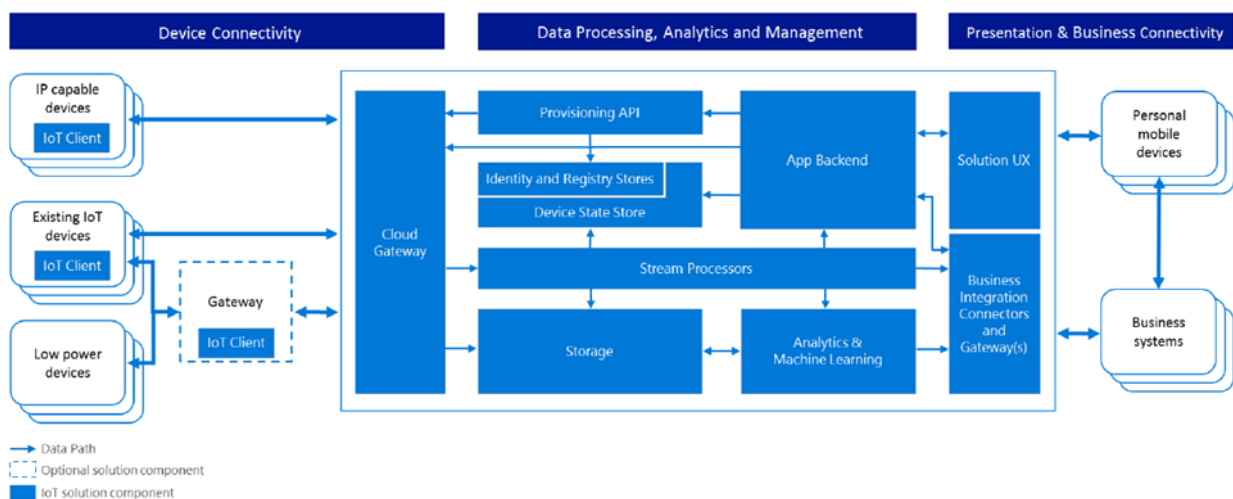 Device Connectivity
Data Processing, Analytics and Management
Presentation & Business Connectivity
IP capable
devices
IoT Client
Existing IoT
devices
IoT Client
Gateway
IoT Client
Low power
devices
Cloud
Gateway
Provisioning API
Identity and Registry Stores
Device State Store
Stream Processors
Storage
App Backend
Analytics &
Machine Learning
Solution UX
Business
Integration
Connectors
and
Gateway(s)
Personal
mobile
devices
Business
systems
Data Path
Optional solution component
IoT solution component